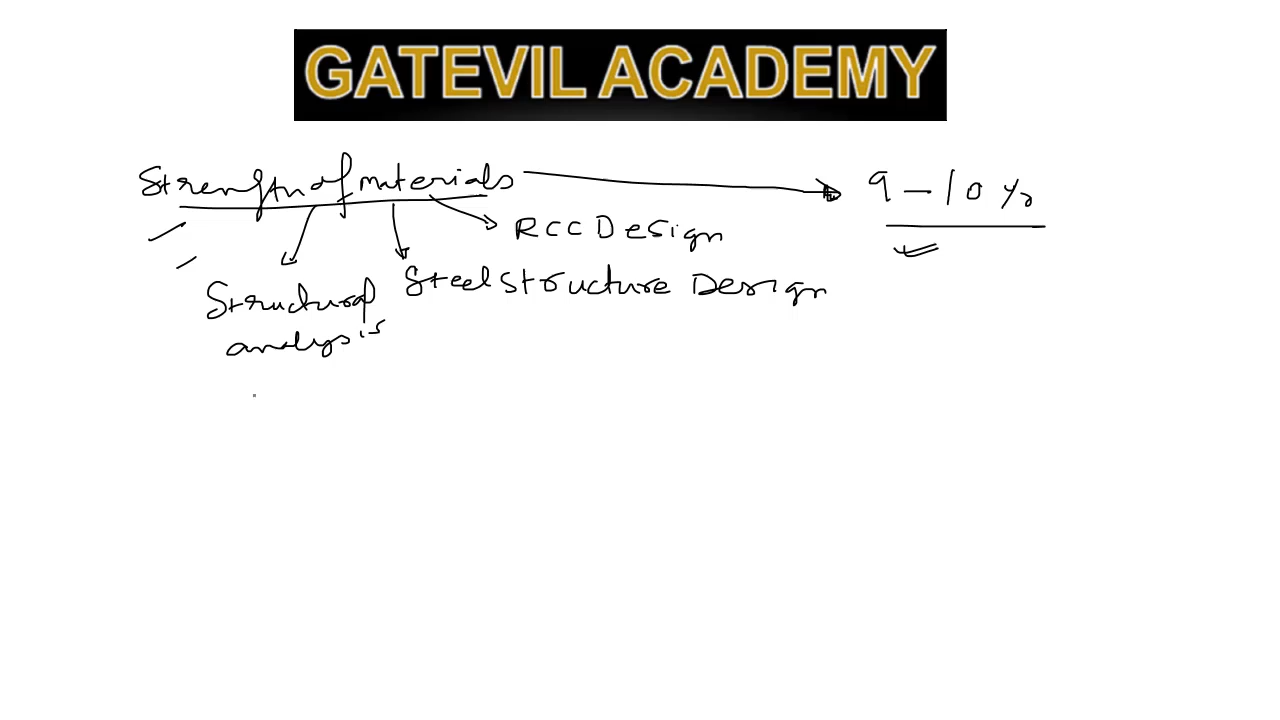 GATEVIL ACADEMY
Strength of materials
9 - 10 Yr
RCC Design
Steel Structure Design
Structural
analysis